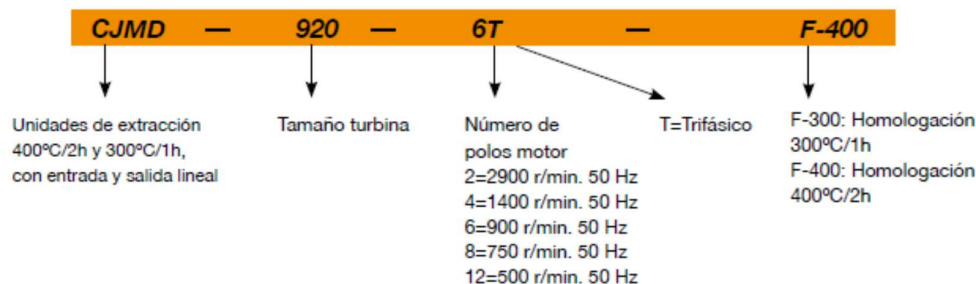 CJMD — 920 — 6T — F-400
Unidades de extracción
400ºC/2h y 300ºC/1h,
con entrada y salida lineal
Tamaño turbina
Número de
polos motor
2=2900 r/min. 50 Hz
4=1400 r/min. 50 Hz
6=900 r/min. 50 Hz
8=750 r/min. 50 Hz
12=500 r/min. 50 Hz
T=Trifásico
F-300: Homologación
300ºC/1h
F-400: Homologación
400ºC/2h